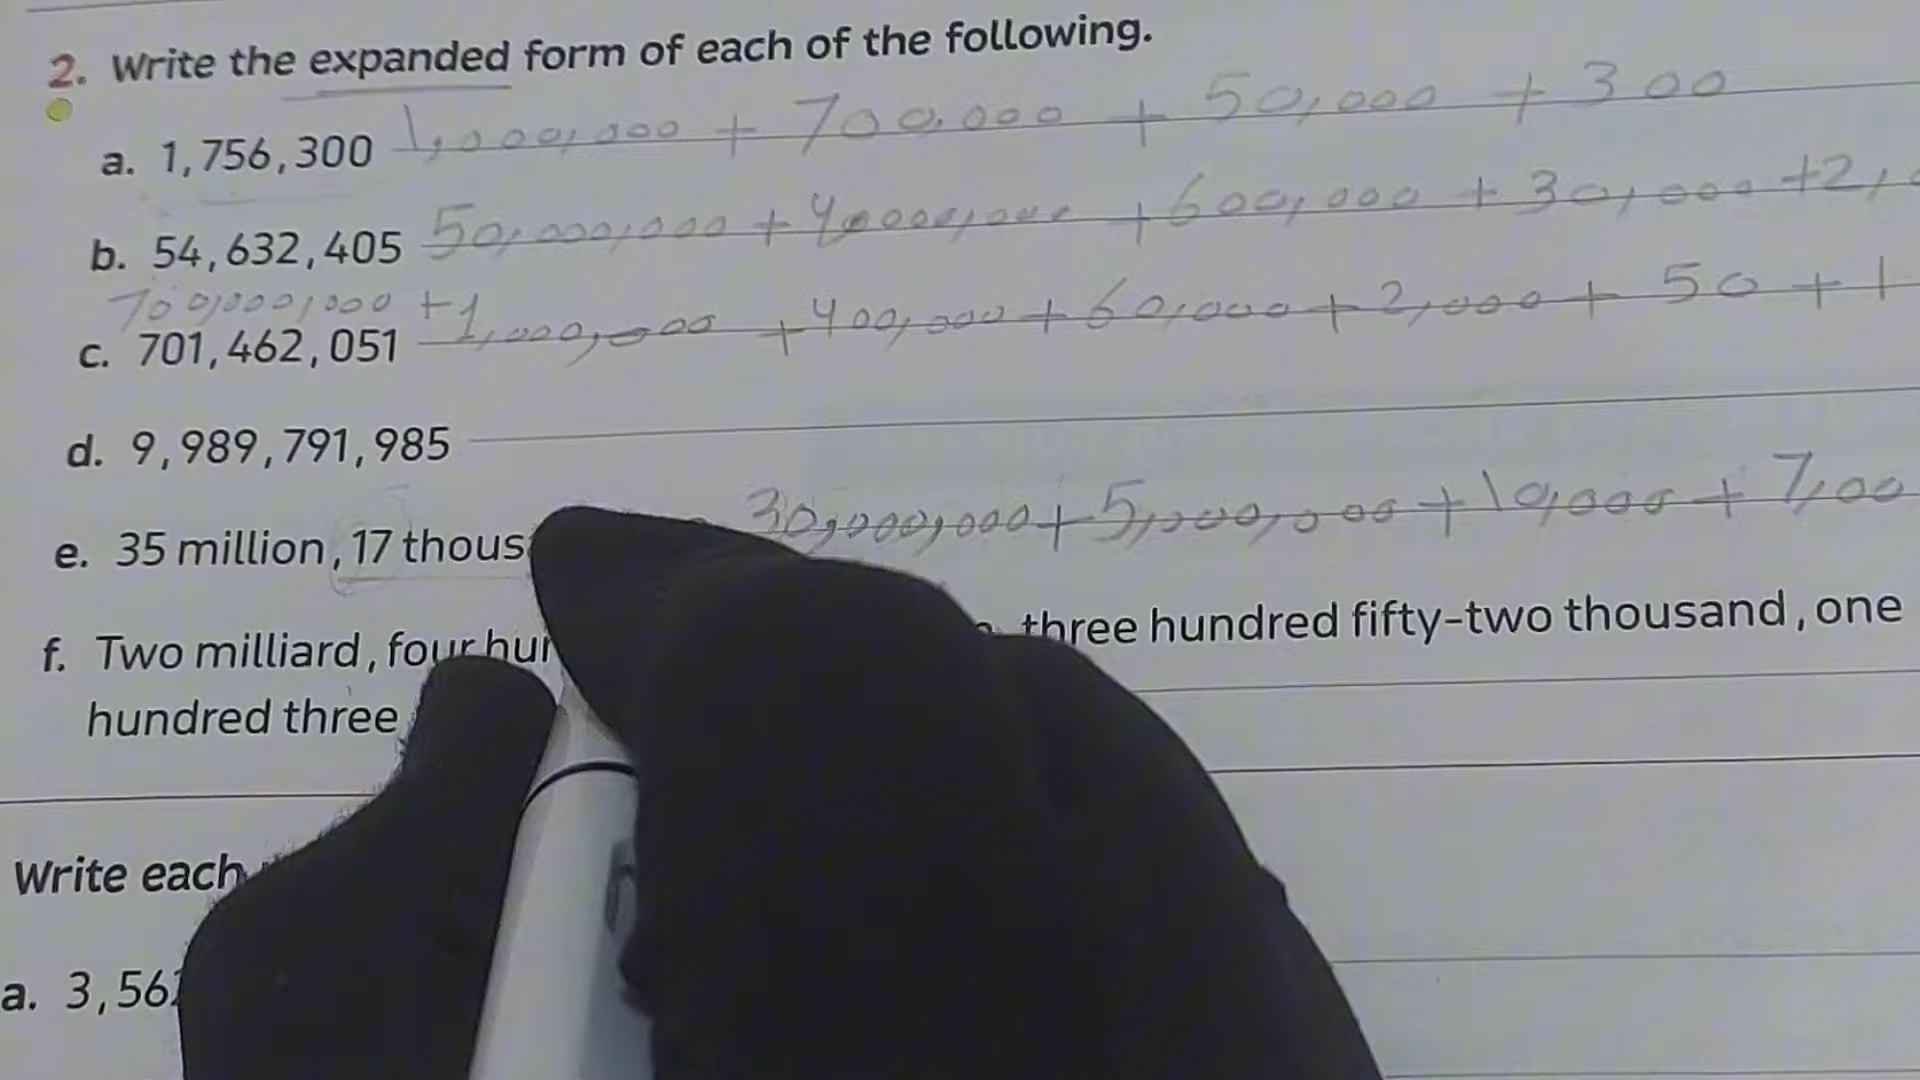 2. Write the expanded form of each of the following.
a. 1,756,300 1,000,000 + 700,000 + 50,000 + 300
b. 54,632,405 50,000,000 + 4,000,000 + 600,000 + 30,000 + 2,
700,000,000 + 1,000,000 + 400,000 + 60,000 + 2,000 + 50 + 1
c. 701,462,051
d. 9,989,791,985
e. 35 million, 17 thous 30,000,000 + 5,000,000 + 10,000 + 7,00
f. Two milliard, four hun three hundred fifty-two thousand, one
hundred three
Write each
a. 3,56